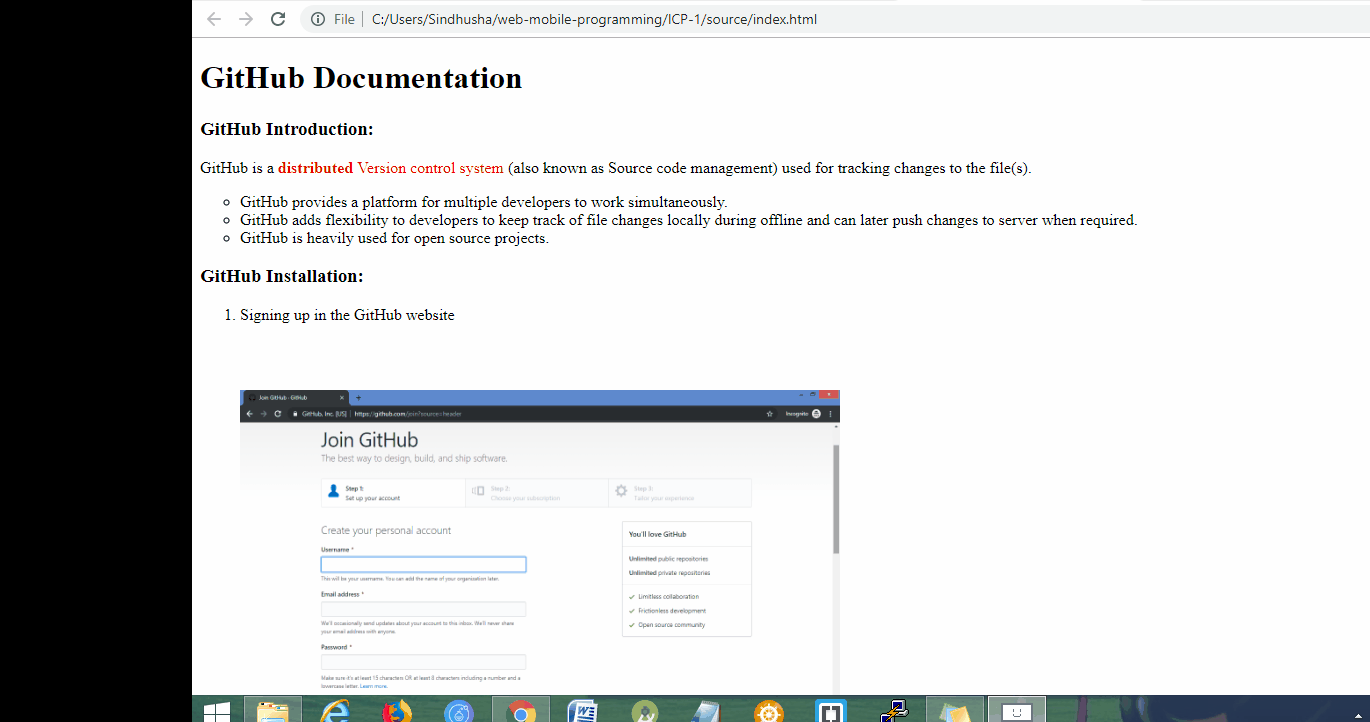 File | C:/Users/Sindhusha/web-mobile-programming/ICP-1/source/index.html
GitHub Documentation
GitHub Introduction:
GitHub is a distributed Version control system (also known as Source code management) used for tracking changes to the file(s).
GitHub provides a platform for multiple developers to work simultaneously.
GitHub adds flexibility to developers to keep track of file changes locally during offline and can later push changes to server when required.
GitHub is heavily used for open source projects.
GitHub Installation:
1. Signing up in the GitHub website
Join GitHub · GitHub
GitHub, Inc. [US] | https://github.com/join?source=header
Incognito
Join GitHub
The best way to design, build, and ship software.
Step 1:
Set up your account
Step 2:
Choose your subscription
Step 3:
Tailor your experience
Create your personal account
Username *
This will be your username. You can add the name of your organization later.
Email address *
We'll occasionally send updates about your account to this inbox. We'll never share
your email address with anyone.
Password *
Make sure it's at least 15 characters OR at least 8 characters including a number and a
lowercase letter. Learn more.
You'll love GitHub
Unlimited public repositories
Unlimited private repositories
✓ Limitless collaboration
✓ Frictionless development
✓ Open source community